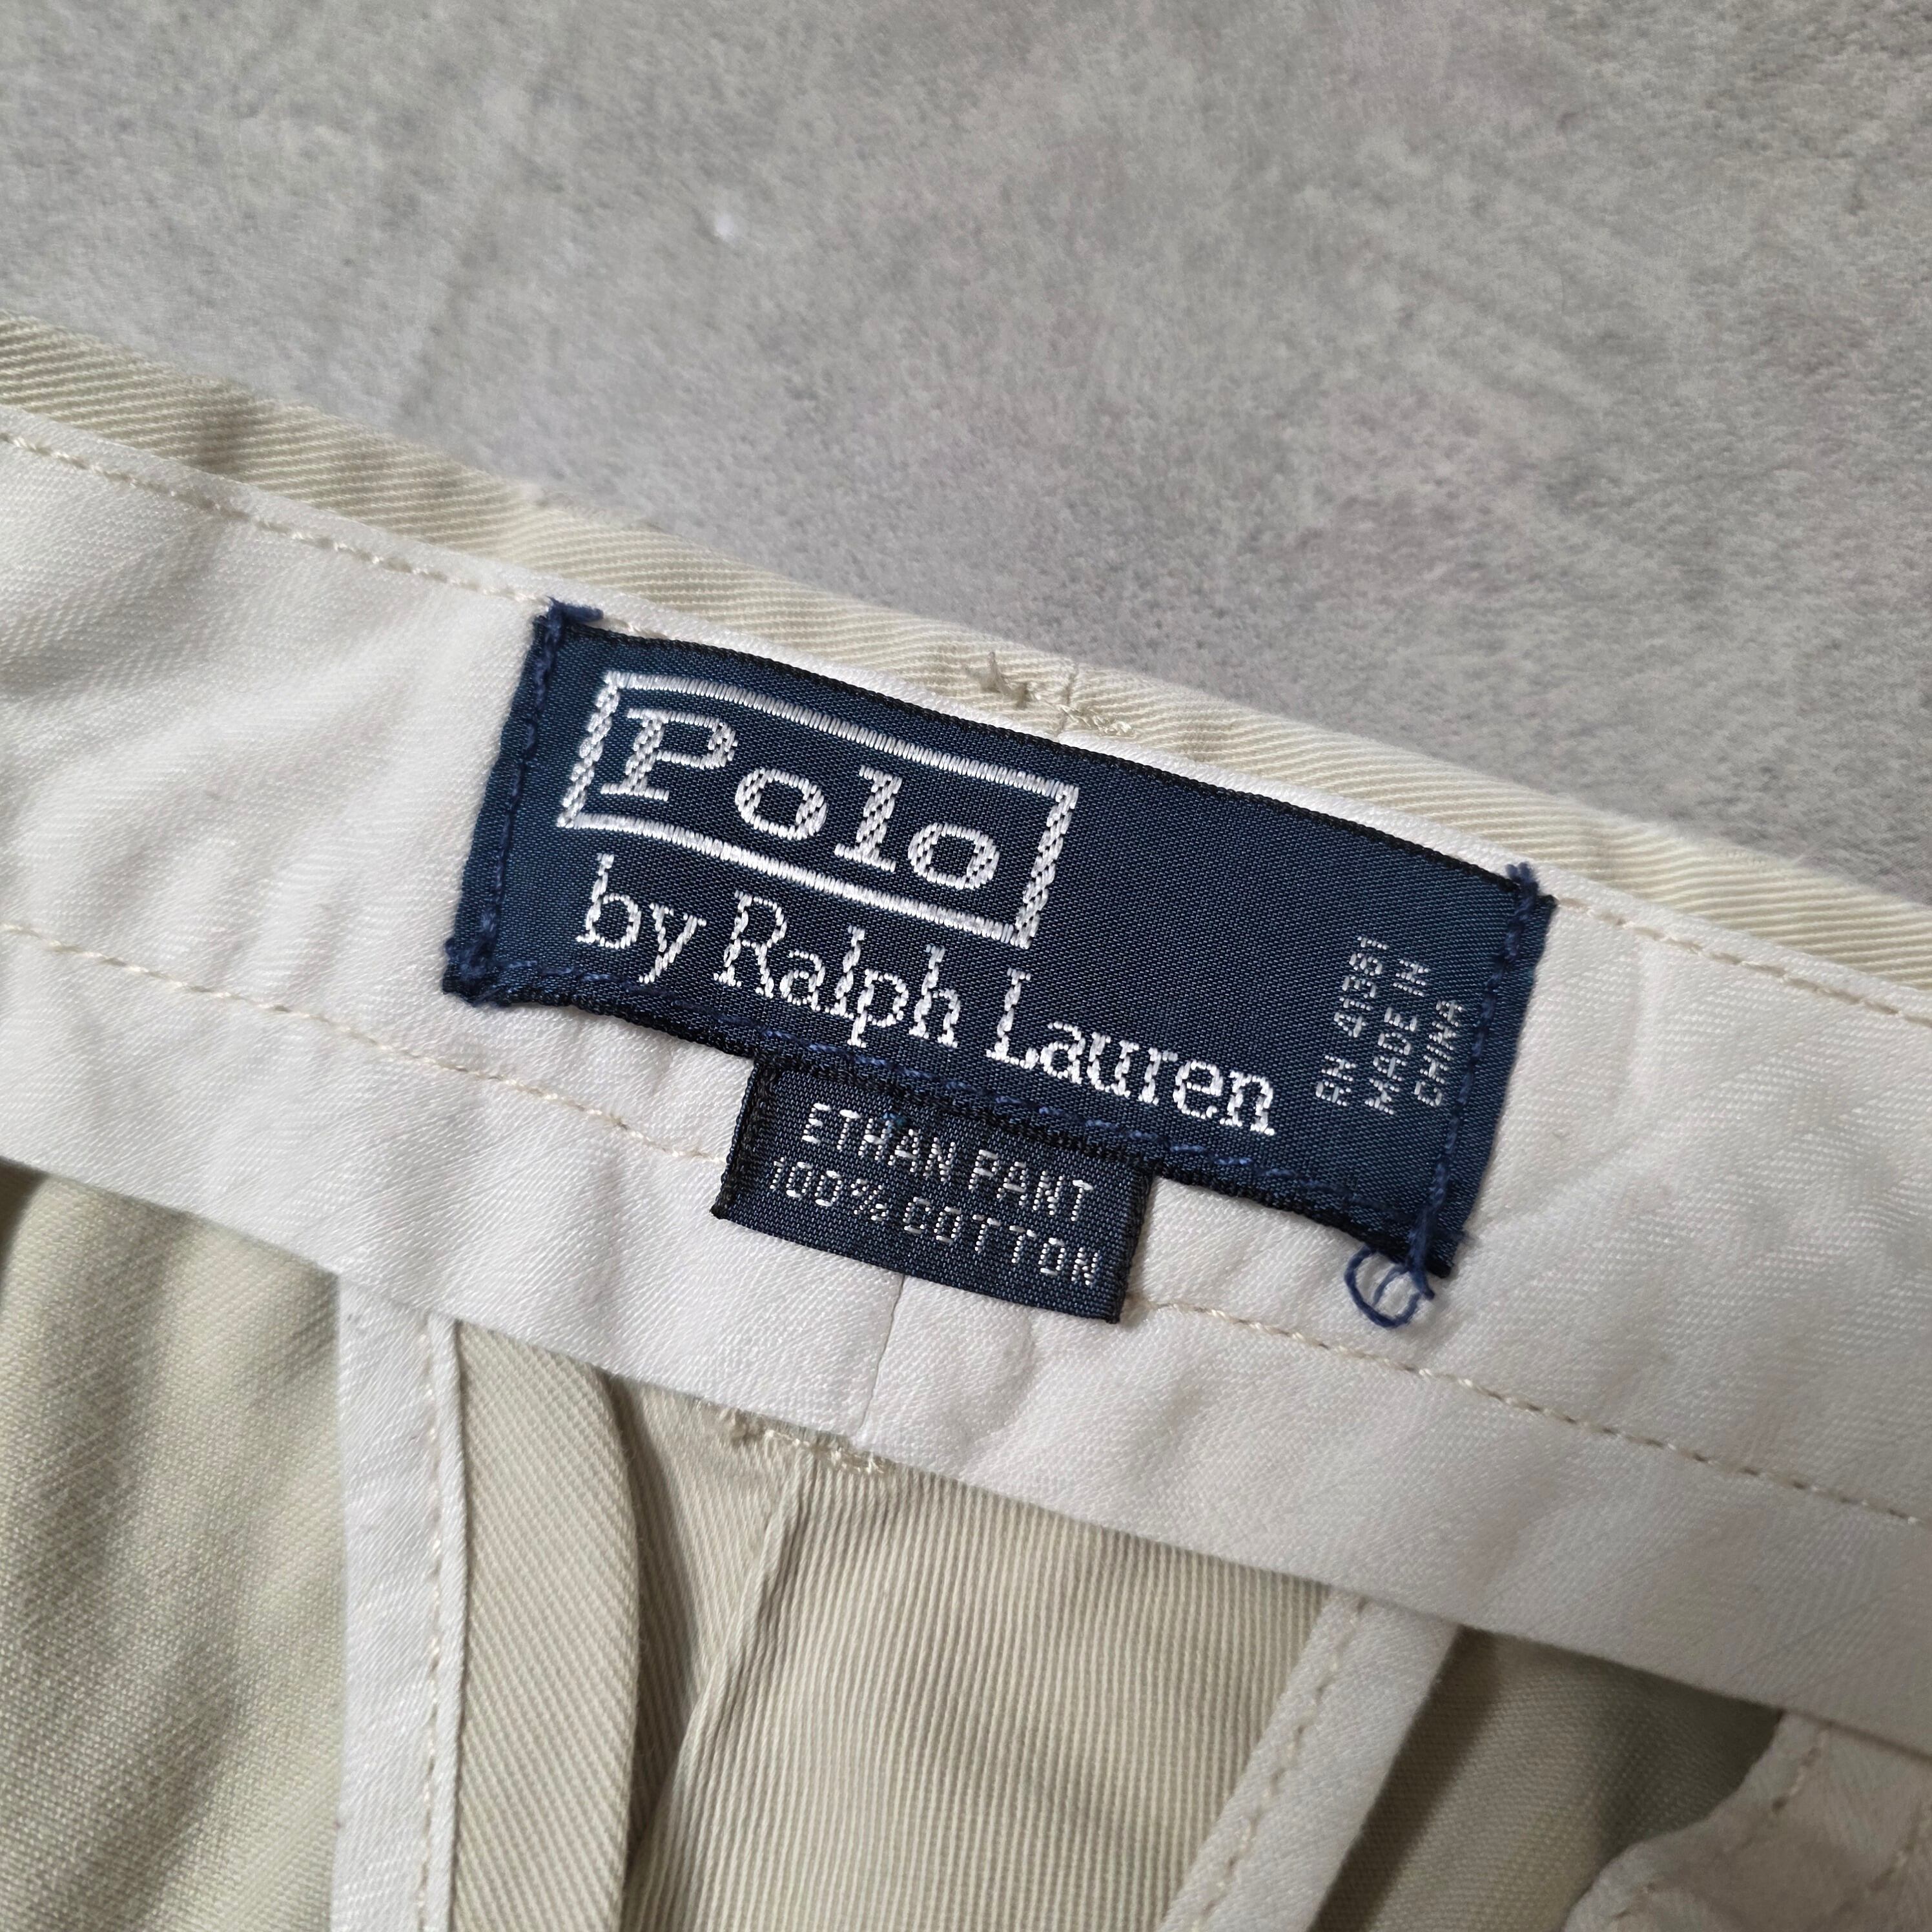 Polo
by Ralph Lauren
RN 41381
MADE IN
CHINA
ETHAN PANT
100% COTTON